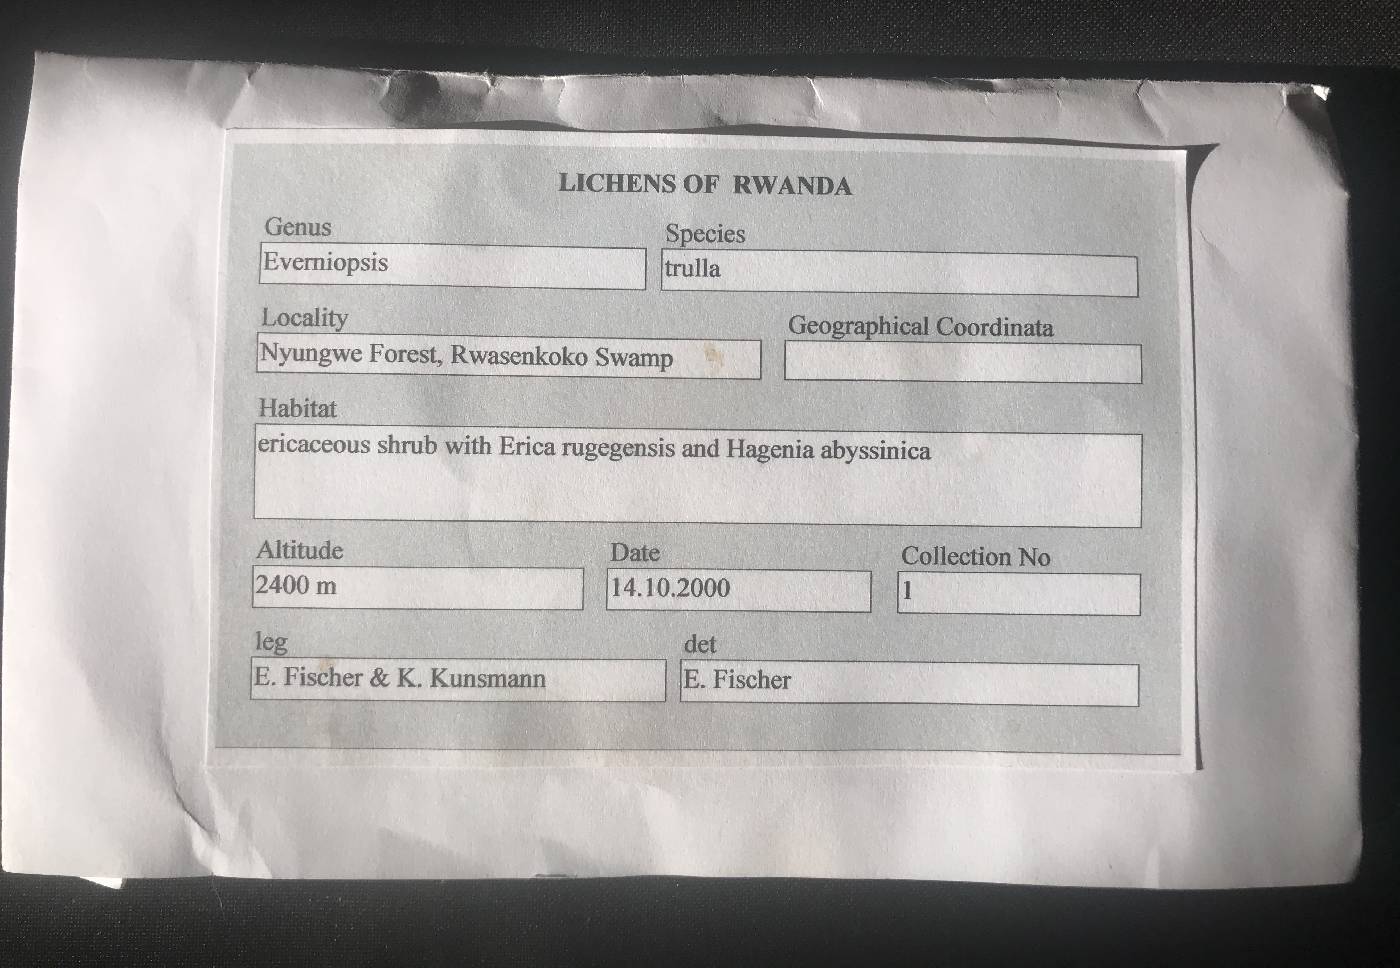 LICHENS OF RWANDA
Genus
Species
Everniopsis
trulla
Locality
Geographical Coordinata
Nyungwe Forest, Rwasenkoko Swamp
Habitat
ericaceous shrub with Erica rugegensis and Hagenia abyssinica
Altitude
Date
Collection No
2400 m
14.10.2000
1
leg
det
E. Fischer & K. Kunsmann
E. Fischer